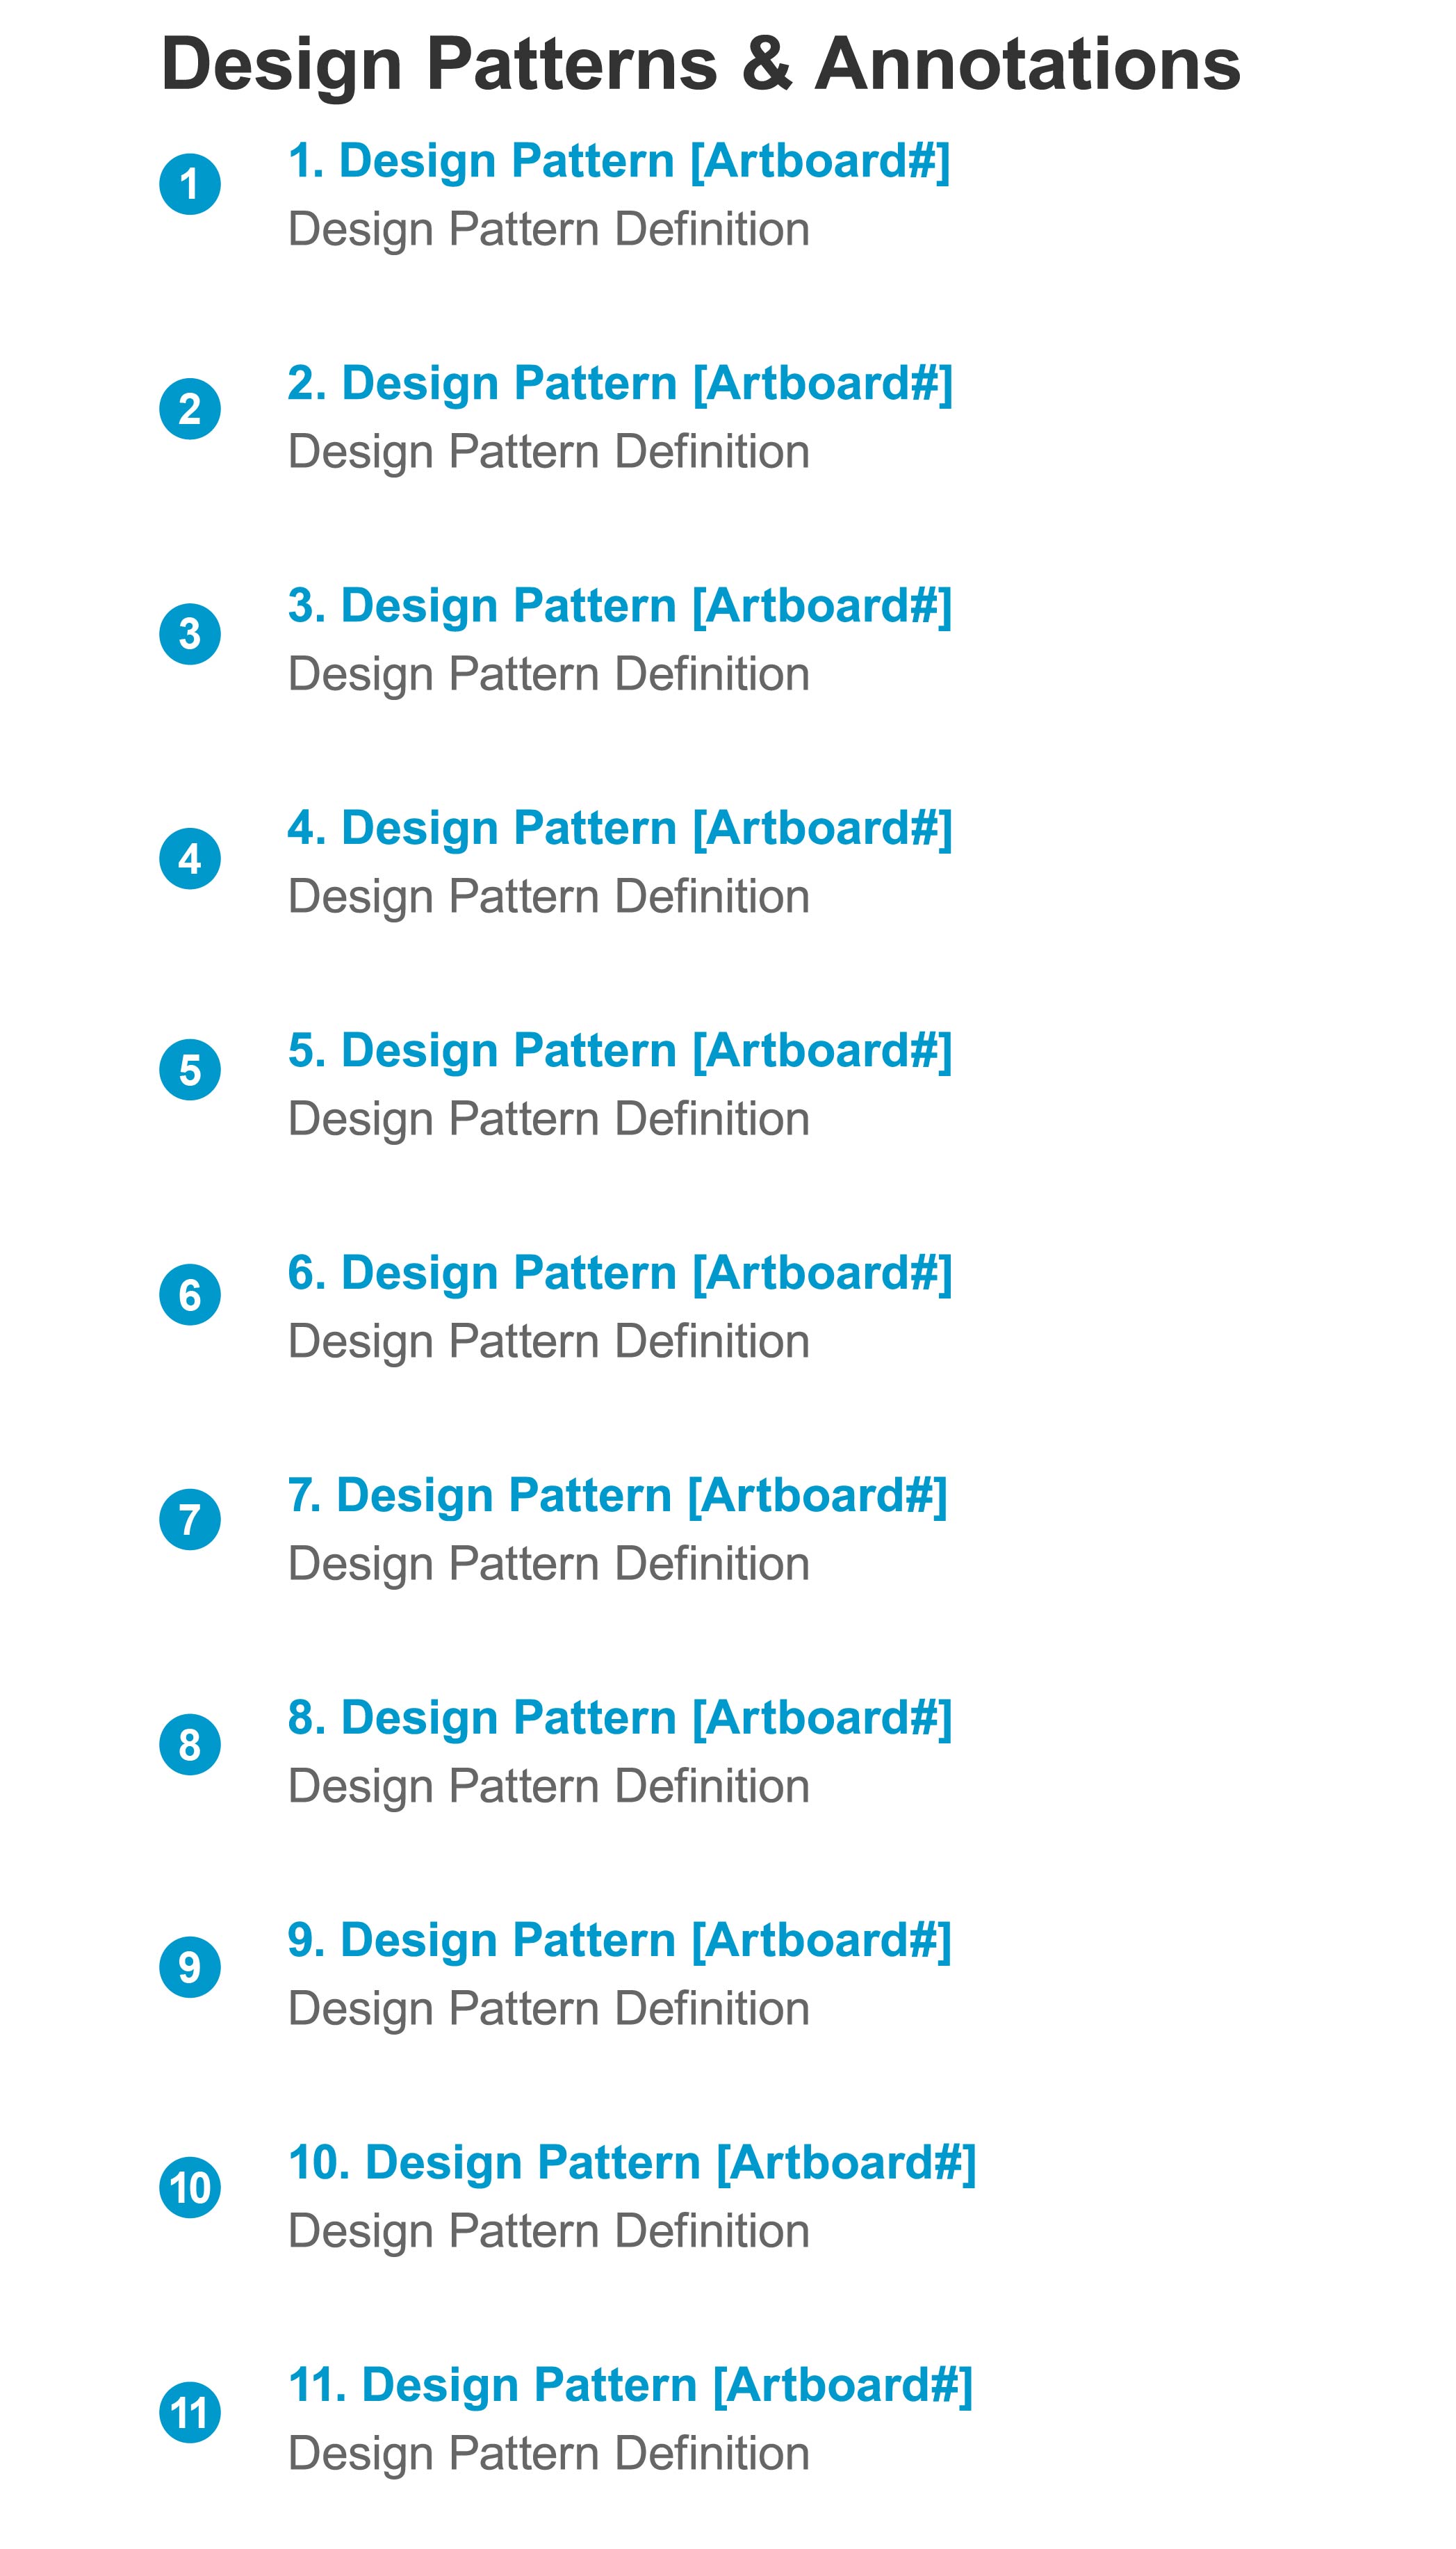 Design Patterns & Annotations
1
1. Design Pattern [Artboard#]
Design Pattern Definition
2
2. Design Pattern [Artboard#]
Design Pattern Definition
3
3. Design Pattern [Artboard#]
Design Pattern Definition
4
4. Design Pattern [Artboard#]
Design Pattern Definition
5
5. Design Pattern [Artboard#]
Design Pattern Definition
6
6. Design Pattern [Artboard#]
Design Pattern Definition
7
7. Design Pattern [Artboard#]
Design Pattern Definition
8
8. Design Pattern [Artboard#]
Design Pattern Definition
9
9. Design Pattern [Artboard#]
Design Pattern Definition
10
10. Design Pattern [Artboard#]
Design Pattern Definition
11
11. Design Pattern [Artboard#]
Design Pattern Definition